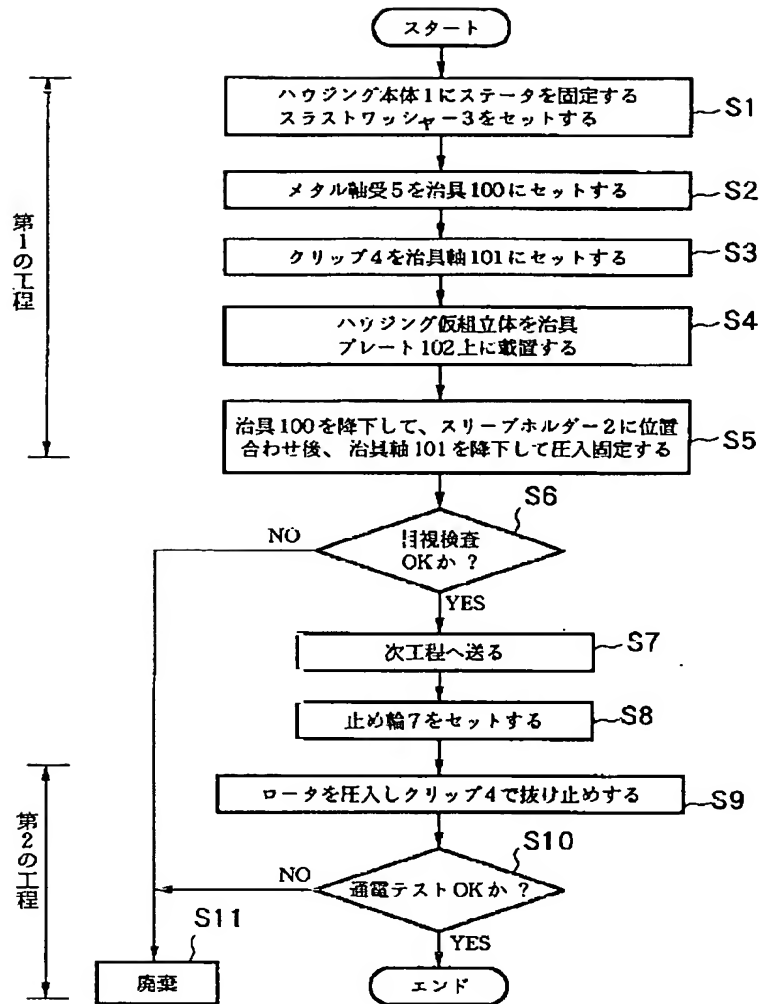 スタート
ハウジング本体1にステータを固定する
スラストワッシャー3をセットする
S1
メタル軸受5を治具100にセットする
S2
クリップ4を治具軸101にセットする
S3
ハウジング仮組立体を治具
プレート102上に載置する
S4
治具100を降下して、スリーブホルダー2に位置
合わせ後、治具軸101を降下して圧入固定する
S5
第1の工程
S6
目視検査
OKか ?
NO
YES
次工程へ送る
S7
止め輪7をセットする
S8
ロータを圧入しクリップ4で抜け止めする
S9
第2の工程
S10
通電テストOKか ?
NO
YES
S11
廃棄
エンド